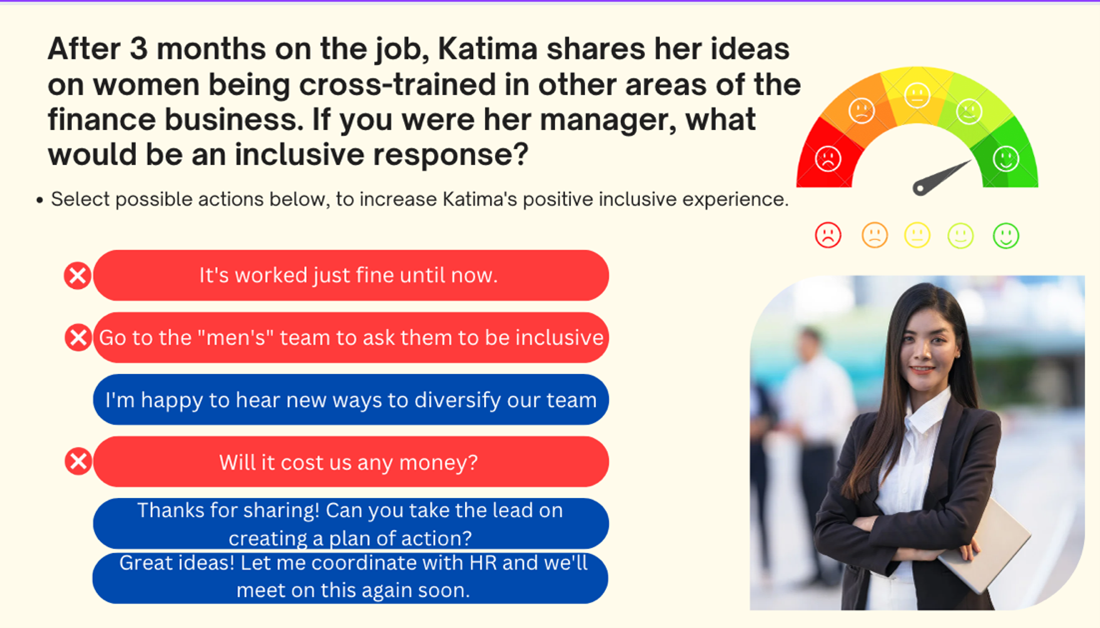 After 3 months on the job, Katima shares her ideas
on women being cross-trained in other areas of the
finance business. If you were her manager, what
would be an inclusive response?
• Select possible actions below, to increase Katima's positive inclusive experience.
It's worked just fine until now.
Go to the "men's" team to ask them to be inclusive
I'm happy to hear new ways to diversify our team
Will it cost us any money?
Thanks for sharing! Can you take the lead on
creating a plan of action?
Great ideas! Let me coordinate with HR and we'll
meet on this again soon.